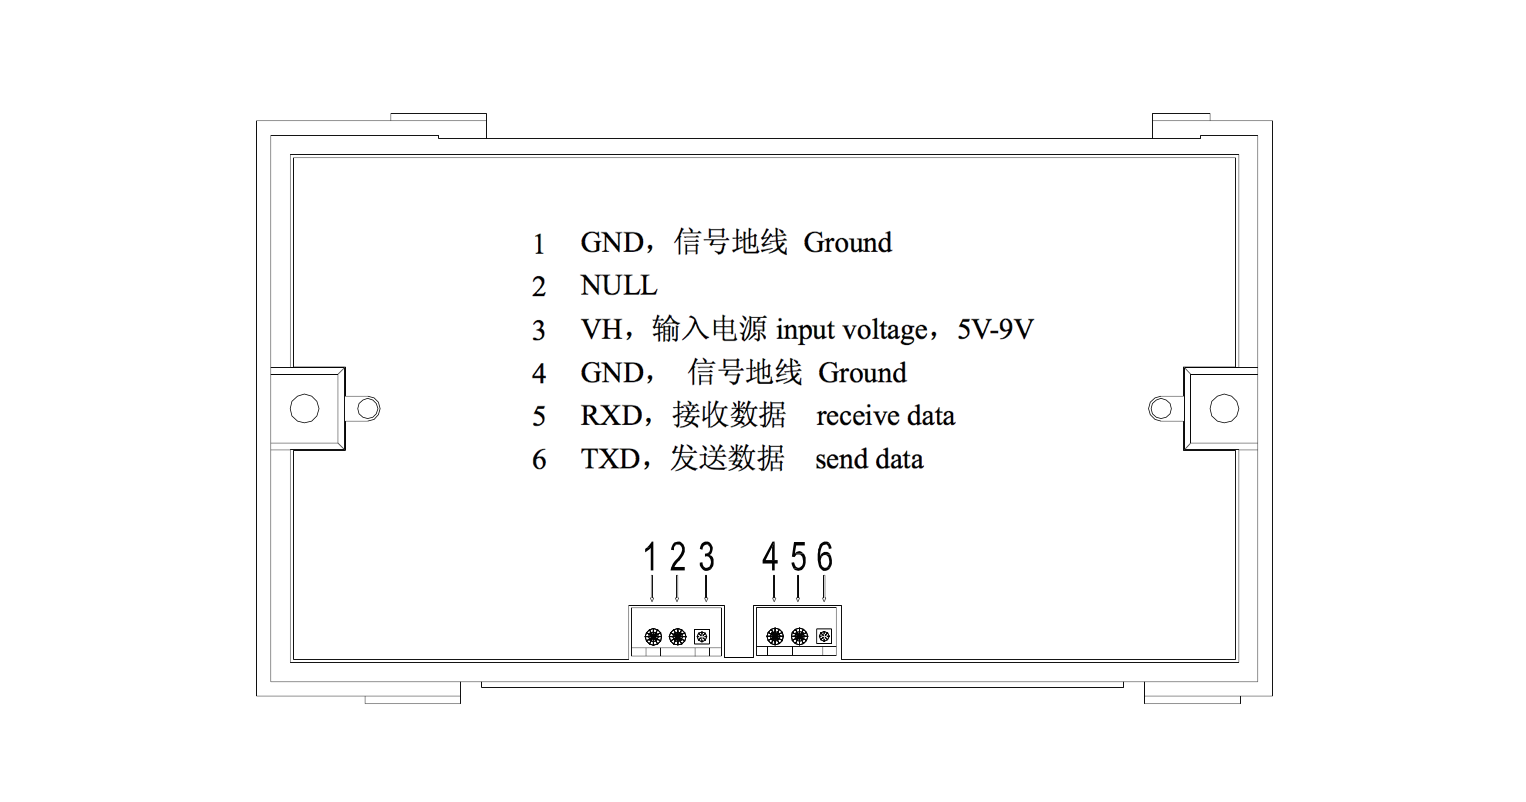 1 GND，信号地线 Ground
2 NULL
3 VH，输入电源 input voltage，5V-9V
4 GND， 信号地线 Ground
5 RXD，接收数据 receive data
6 TXD，发送数据 send data
1 2 3 4 5 6